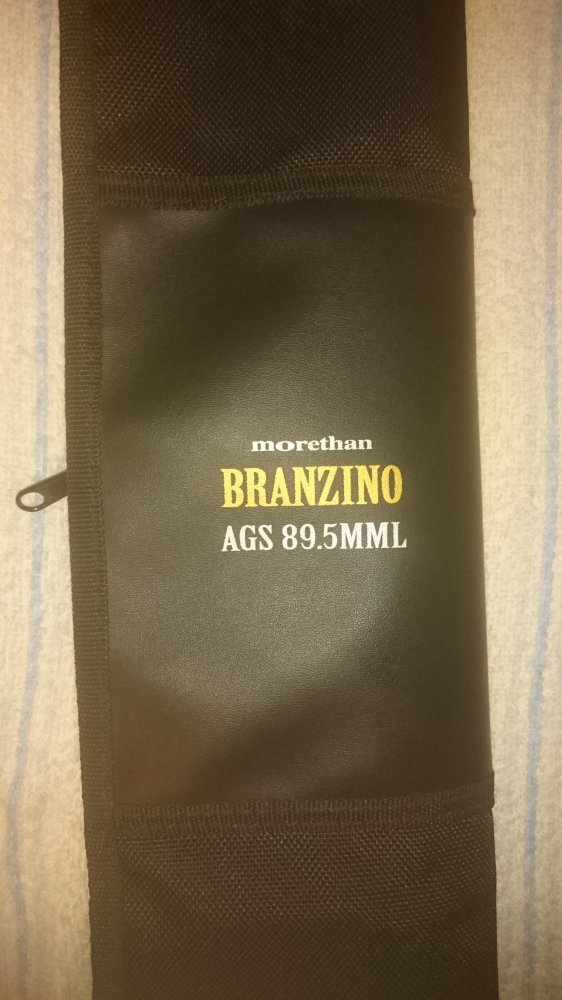 morethan
BRANZINO
AGS 89.5MML